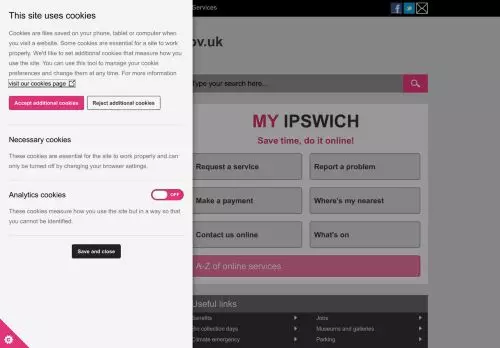 Services
This site uses cookies
Cookies are files saved on your phone, tablet or computer when
you visit a website. Some cookies are essential for a site to work
properly. We'd like to set additional cookies that measure how you
use the site. You can use this tool to manage your cookie
preferences and change them at any time. For more information
visit our cookies page
Accept additional cookies
Reject additional cookies
Necessary cookies
These cookies are essential for the site to work properly and can
only be turned off by changing your browser settings.
Analytics cookies
OFF
These cookies measure how you use the site but in a way so that
you cannot be identified.
Save and close
ov.uk
Type your search here...
MY IPSWICH
Save time, do it online!
Request a service
Report a problem
Make a payment
Where's my nearest
Contact us online
What's on
A-Z of online services
Useful links
Benefits
Jobs
Bin collection days
Museums and galleries
Climate emergency
Parking